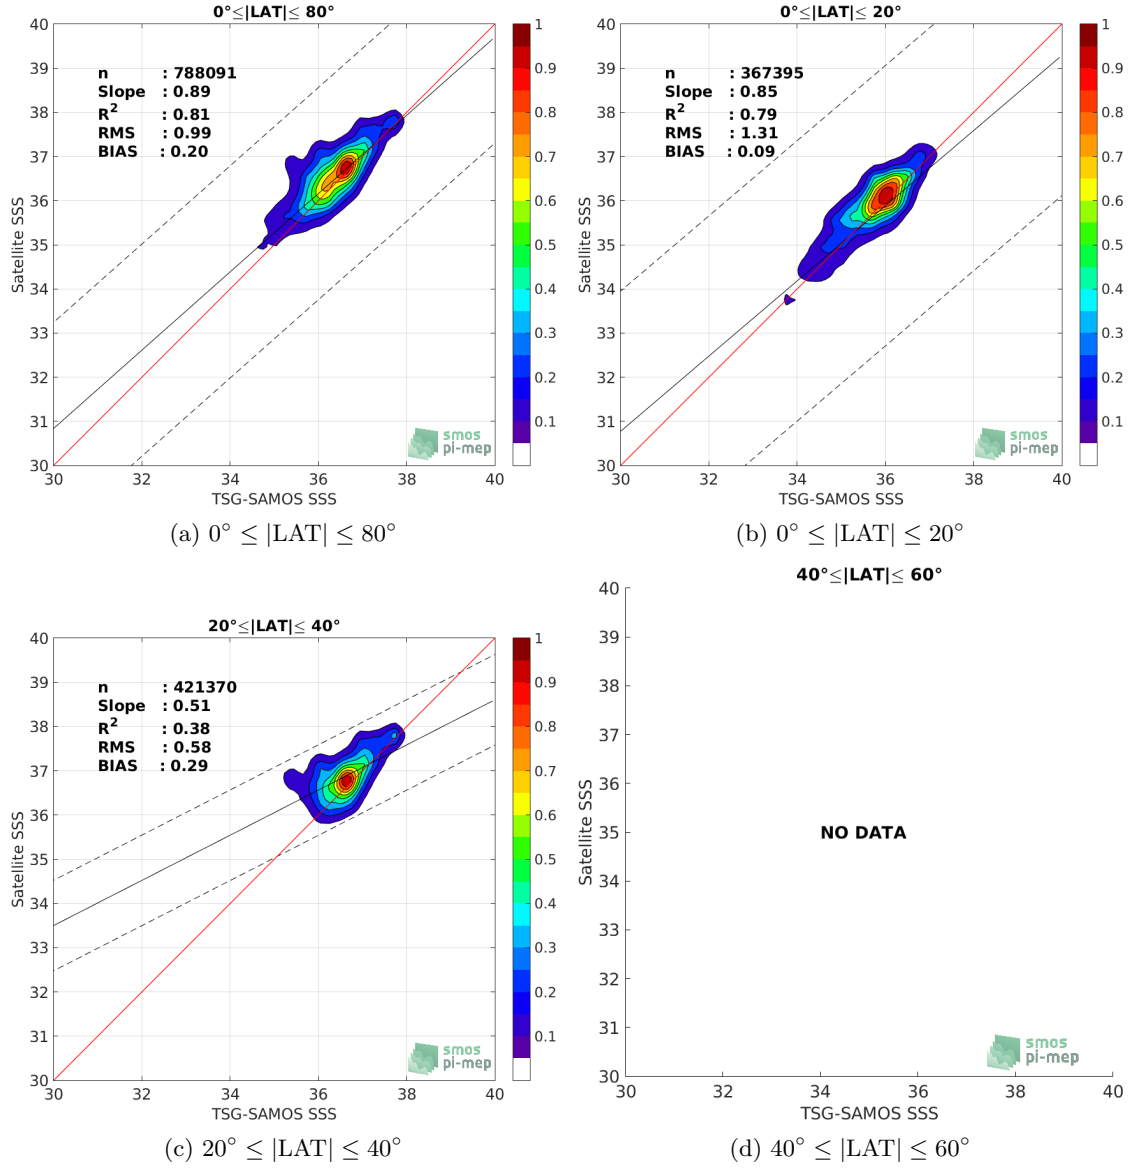 0°≤|LAT|≤ 80°
n : 788091
Slope : 0.89
R2 : 0.81
RMS : 0.99
BIAS : 0.20
40
39
38
37
36
35
34
33
32
31
30
Satellite SSS
30 32 34 36 38 40
TSG-SAMOS SSS
1
0.9
0.8
0.7
0.6
0.5
0.4
0.3
0.2
0.1
smos
pi-mep
(a) 0° ≤ |LAT| ≤ 80°
0°≤|LAT|≤ 20°
n : 367395
Slope : 0.85
R2 : 0.79
RMS : 1.31
BIAS : 0.09
40
39
38
37
36
35
34
33
32
31
30
Satellite SSS
30 32 34 36 38 40
TSG-SAMOS SSS
1
0.9
0.8
0.7
0.6
0.5
0.4
0.3
0.2
0.1
smos
pi-mep
(b) 0° ≤ |LAT| ≤ 20°
20°≤|LAT|≤ 40°
n : 421370
Slope : 0.51
R2 : 0.38
RMS : 0.58
BIAS : 0.29
40
39
38
37
36
35
34
33
32
31
30
Satellite SSS
30 32 34 36 38 40
TSG-SAMOS SSS
1
0.9
0.8
0.7
0.6
0.5
0.4
0.3
0.2
0.1
smos
pi-mep
(c) 20° ≤ |LAT| ≤ 40°
40°≤|LAT|≤ 60°
40
39
38
37
36
35
34
33
32
31
30
Satellite SSS
NO DATA
30 32 34 36 38 40
TSG-SAMOS SSS
smos
pi-mep
(d) 40° ≤ |LAT| ≤ 60°